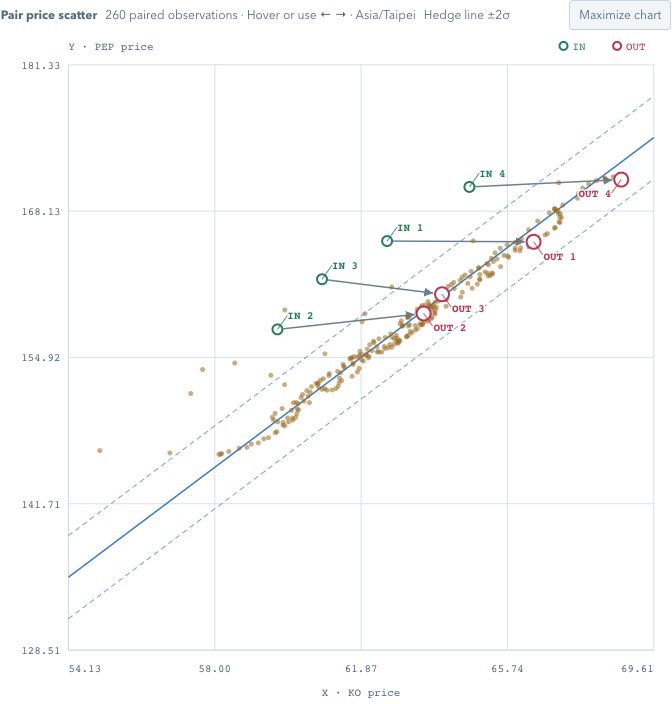 Pair price scatter 260 paired observations · Hover or use ← → · Asia/Taipei Hedge line ±2σ Maximize chart
Y · PEP price IN OUT
181.33
IN 4
OUT 4
168.13
IN 1
OUT 1
IN 3
OUT 3
IN 2
OUT 2
154.92
141.71
128.51
54.13 58.00 61.87 65.74 69.61
X · KO price